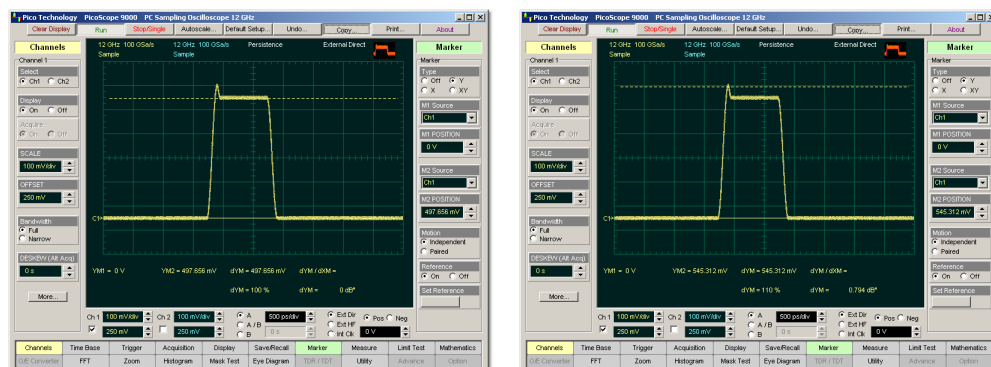 Pico Technology PicoScope 9000 PC Sampling Oscilloscope 12 GHz
Clear Display Run Stop/Single Autoscale... Default Setup... Undo... Copy... Print... About
Channels
Channel 1
Select
Ch1 Ch2
Display
On Off
Acquire
On Off
SCALE
100 mV/div
OFFSET
250 mV
Bandwidth
Full
Narrow
DESKEW (Alt Acq)
0 s
More...
12 GHz 100 GSa/s 12 GHz 100 GSa/s Persistence External Direct
Sample Sample
C1
YM1 = 0 V YM2 = 497.656 mV dYM = 497.656 mV dYM / dXM =
dYM = 100 % dYM = 0 dB*
Marker
Marker
Type
Off Y
X XY
M1 Source
Ch1
M1 POSITION
0 V
M2 Source
Ch1
M2 POSITION
497.656 mV
Motion
Independent
Paired
Reference
On Off
Set Reference
Ch 1 100 mV/div Ch 2 100 mV/div A 500 ps/div Ext Dir Pos Neg
250 mV 250 mV A / B B 0 s Ext HF Int Clk 0 V
Channels Time Base Trigger Acquisition Display Save/Recall Marker Measure Limit Test Mathematics
O/E Converter FFT Zoom Histogram Mask Test Eye Diagram TDR / TDT Utility Advance Option
Pico Technology PicoScope 9000 PC Sampling Oscilloscope 12 GHz
Clear Display Run Stop/Single Autoscale... Default Setup... Undo... Copy... Print... About
Channels
Channel 1
Select
Ch1 Ch2
Display
On Off
Acquire
On Off
SCALE
100 mV/div
OFFSET
250 mV
Bandwidth
Full
Narrow
DESKEW (Alt Acq)
0 s
More...
12 GHz 100 GSa/s 12 GHz 100 GSa/s Persistence External Direct
Sample Sample
C1
YM1 = 0 V YM2 = 545.312 mV dYM = 545.312 mV dYM / dXM =
dYM = 110 % dYM = 0.794 dB*
Marker
Marker
Type
Off Y
X XY
M1 Source
Ch1
M1 POSITION
0 V
M2 Source
Ch1
M2 POSITION
545.312 mV
Motion
Independent
Paired
Reference
On Off
Set Reference
Ch 1 100 mV/div Ch 2 100 mV/div A 500 ps/div Ext Dir Pos Neg
250 mV 250 mV A / B B 0 s Ext HF Int Clk 0 V
Channels Time Base Trigger Acquisition Display Save/Recall Marker Measure Limit Test Mathematics
O/E Converter FFT Zoom Histogram Mask Test Eye Diagram TDR / TDT Utility Advance Option